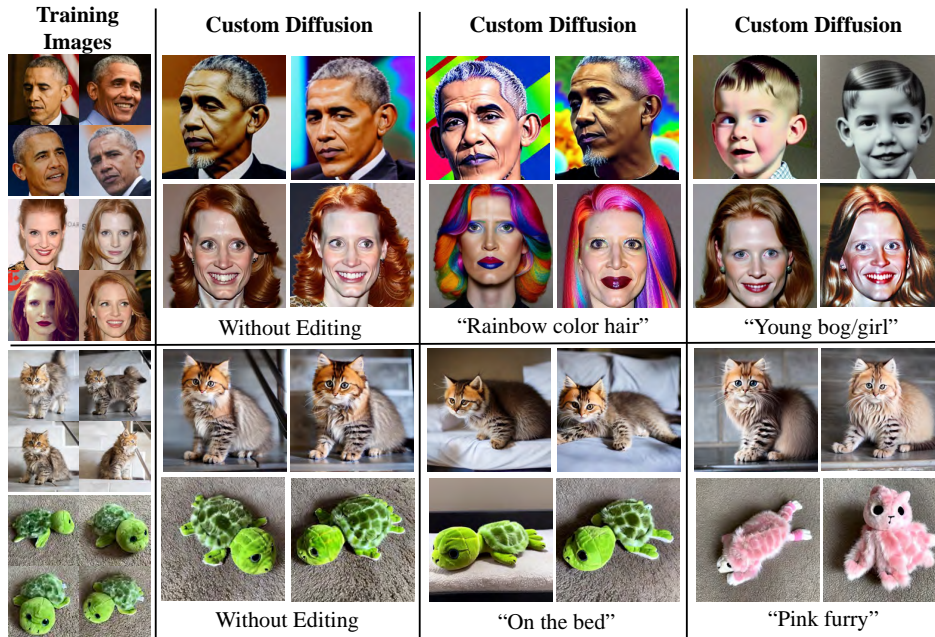 Training
Images
Custom Diffusion
Custom Diffusion
Custom Diffusion
Without Editing
“Rainbow color hair”
“Young bog/girl”
Without Editing
“On the bed”
“Pink furry”